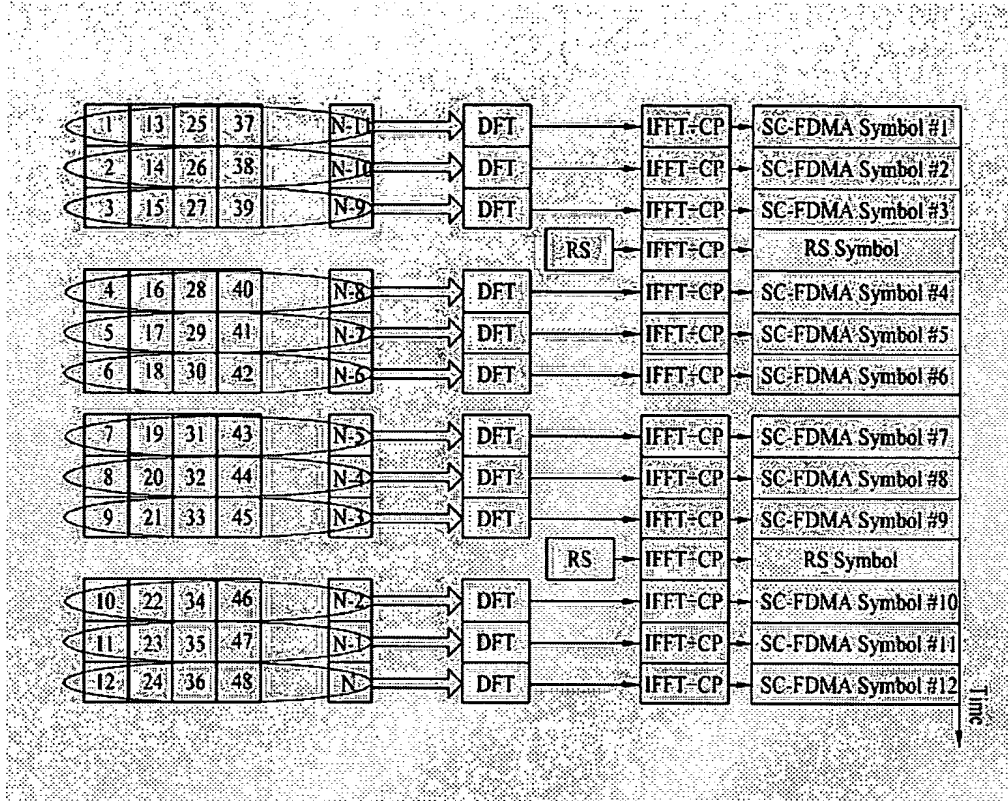 1 13 25 37 N-11 DFT IFFT+CP SC-FDMA Symbol #1
2 14 26 38 N-10 DFT IFFT+CP SC-FDMA Symbol #2
3 15 27 39 N-9 DFT IFFT+CP SC-FDMA Symbol #3
RS IFFT+CP RS Symbol
4 16 28 40 N-8 DFT IFFT+CP SC-FDMA Symbol #4
5 17 29 41 N-7 DFT IFFT+CP SC-FDMA Symbol #5
6 18 30 42 N-6 DFT IFFT+CP SC-FDMA Symbol #6
7 19 31 43 N-5 DFT IFFT+CP SC-FDMA Symbol #7
8 20 32 44 N-4 DFT IFFT+CP SC-FDMA Symbol #8
9 21 33 45 N-3 DFT IFFT+CP SC-FDMA Symbol #9
RS IFFT+CP RS Symbol
10 22 34 46 N-2 DFT IFFT+CP SC-FDMA Symbol #10
11 23 35 47 N-1 DFT IFFT+CP SC-FDMA Symbol #11
12 24 36 48 N DFT IFFT+CP SC-FDMA Symbol #12
Time